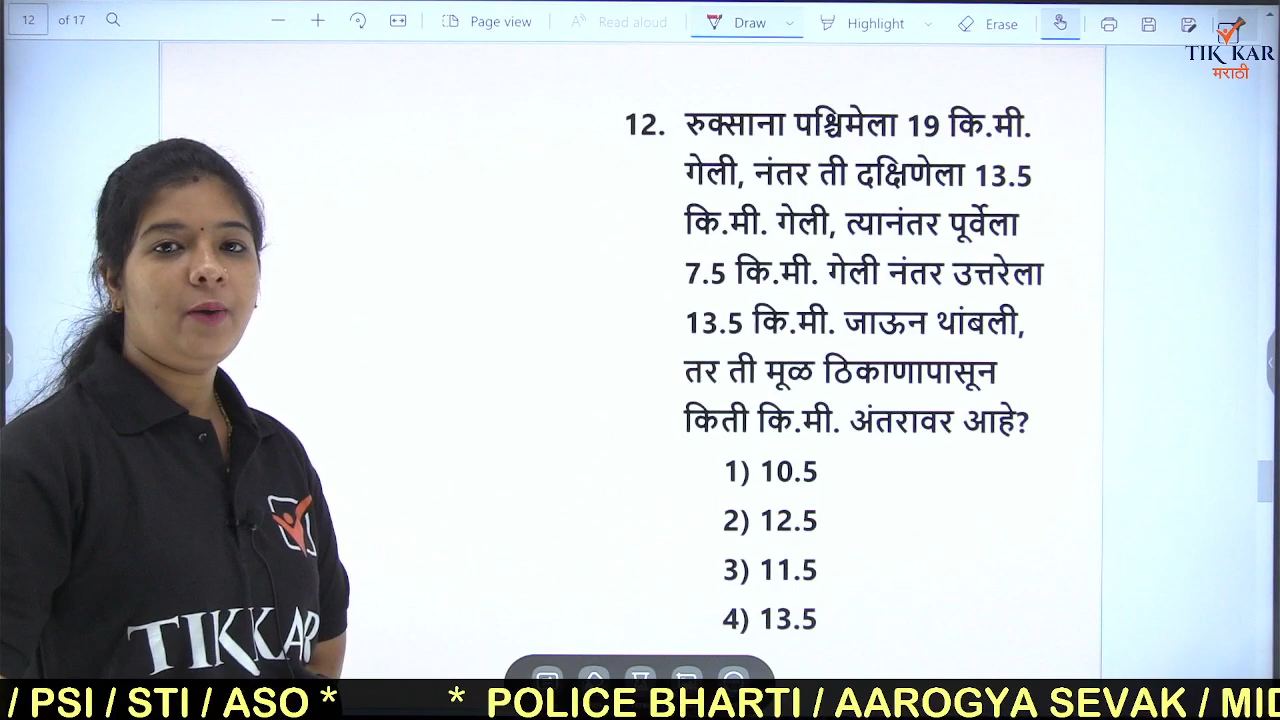 12 of 17 Page view Read aloud Draw Highlight Erase
TIK KAR
मराठी
12. रुक्साना पश्चिमेला 19 कि.मी.
गेली, नंतर ती दक्षिणेला 13.5
कि.मी. गेली, त्यानंतर पूर्वेला
7.5 कि.मी. गेली नंतर उत्तरेला
13.5 कि.मी. जाऊन थांबली,
तर ती मूळ ठिकाणापासून
किती कि.मी. अंतरावर आहे?
1) 10.5
2) 12.5
3) 11.5
4) 13.5
TIKKAR
/ PSI / STI / ASO * * POLICE BHARTI / AAROGYA SEVAK /